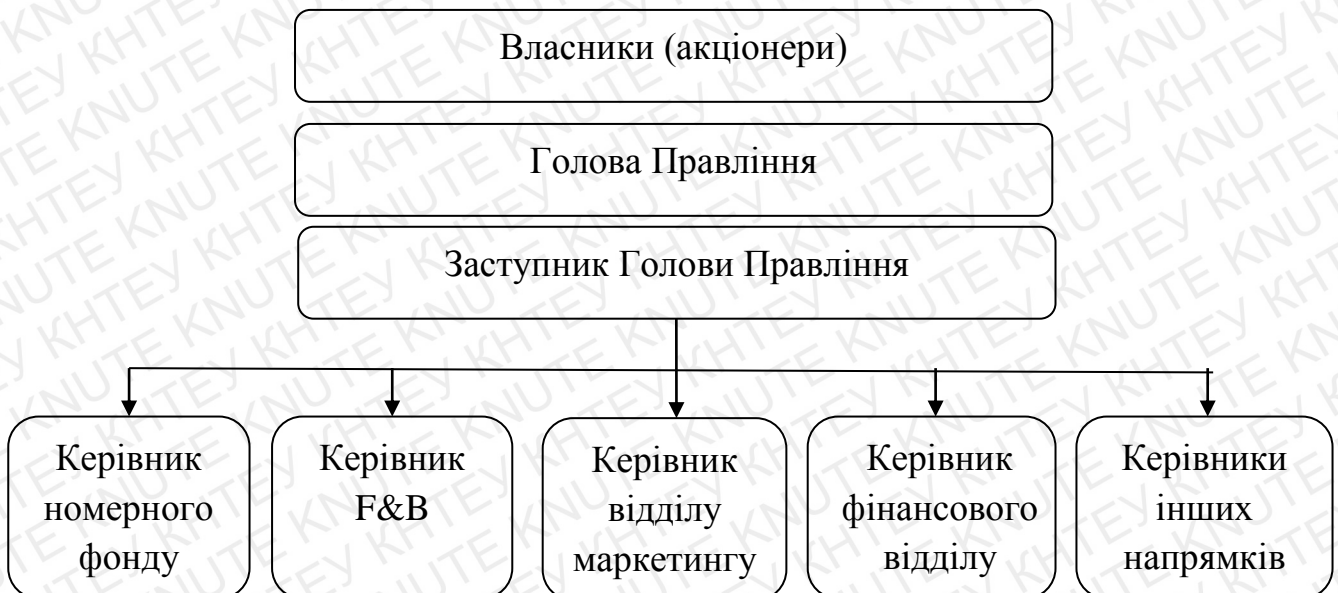 Власники (акціонери)
Голова Правління
Заступник Голови Правління
Керівник
номерного
фонду
Керівник
F&B
Керівник
відділу
маркетингу
Керівник
фінансового
відділу
Керівники
інших
напрямків